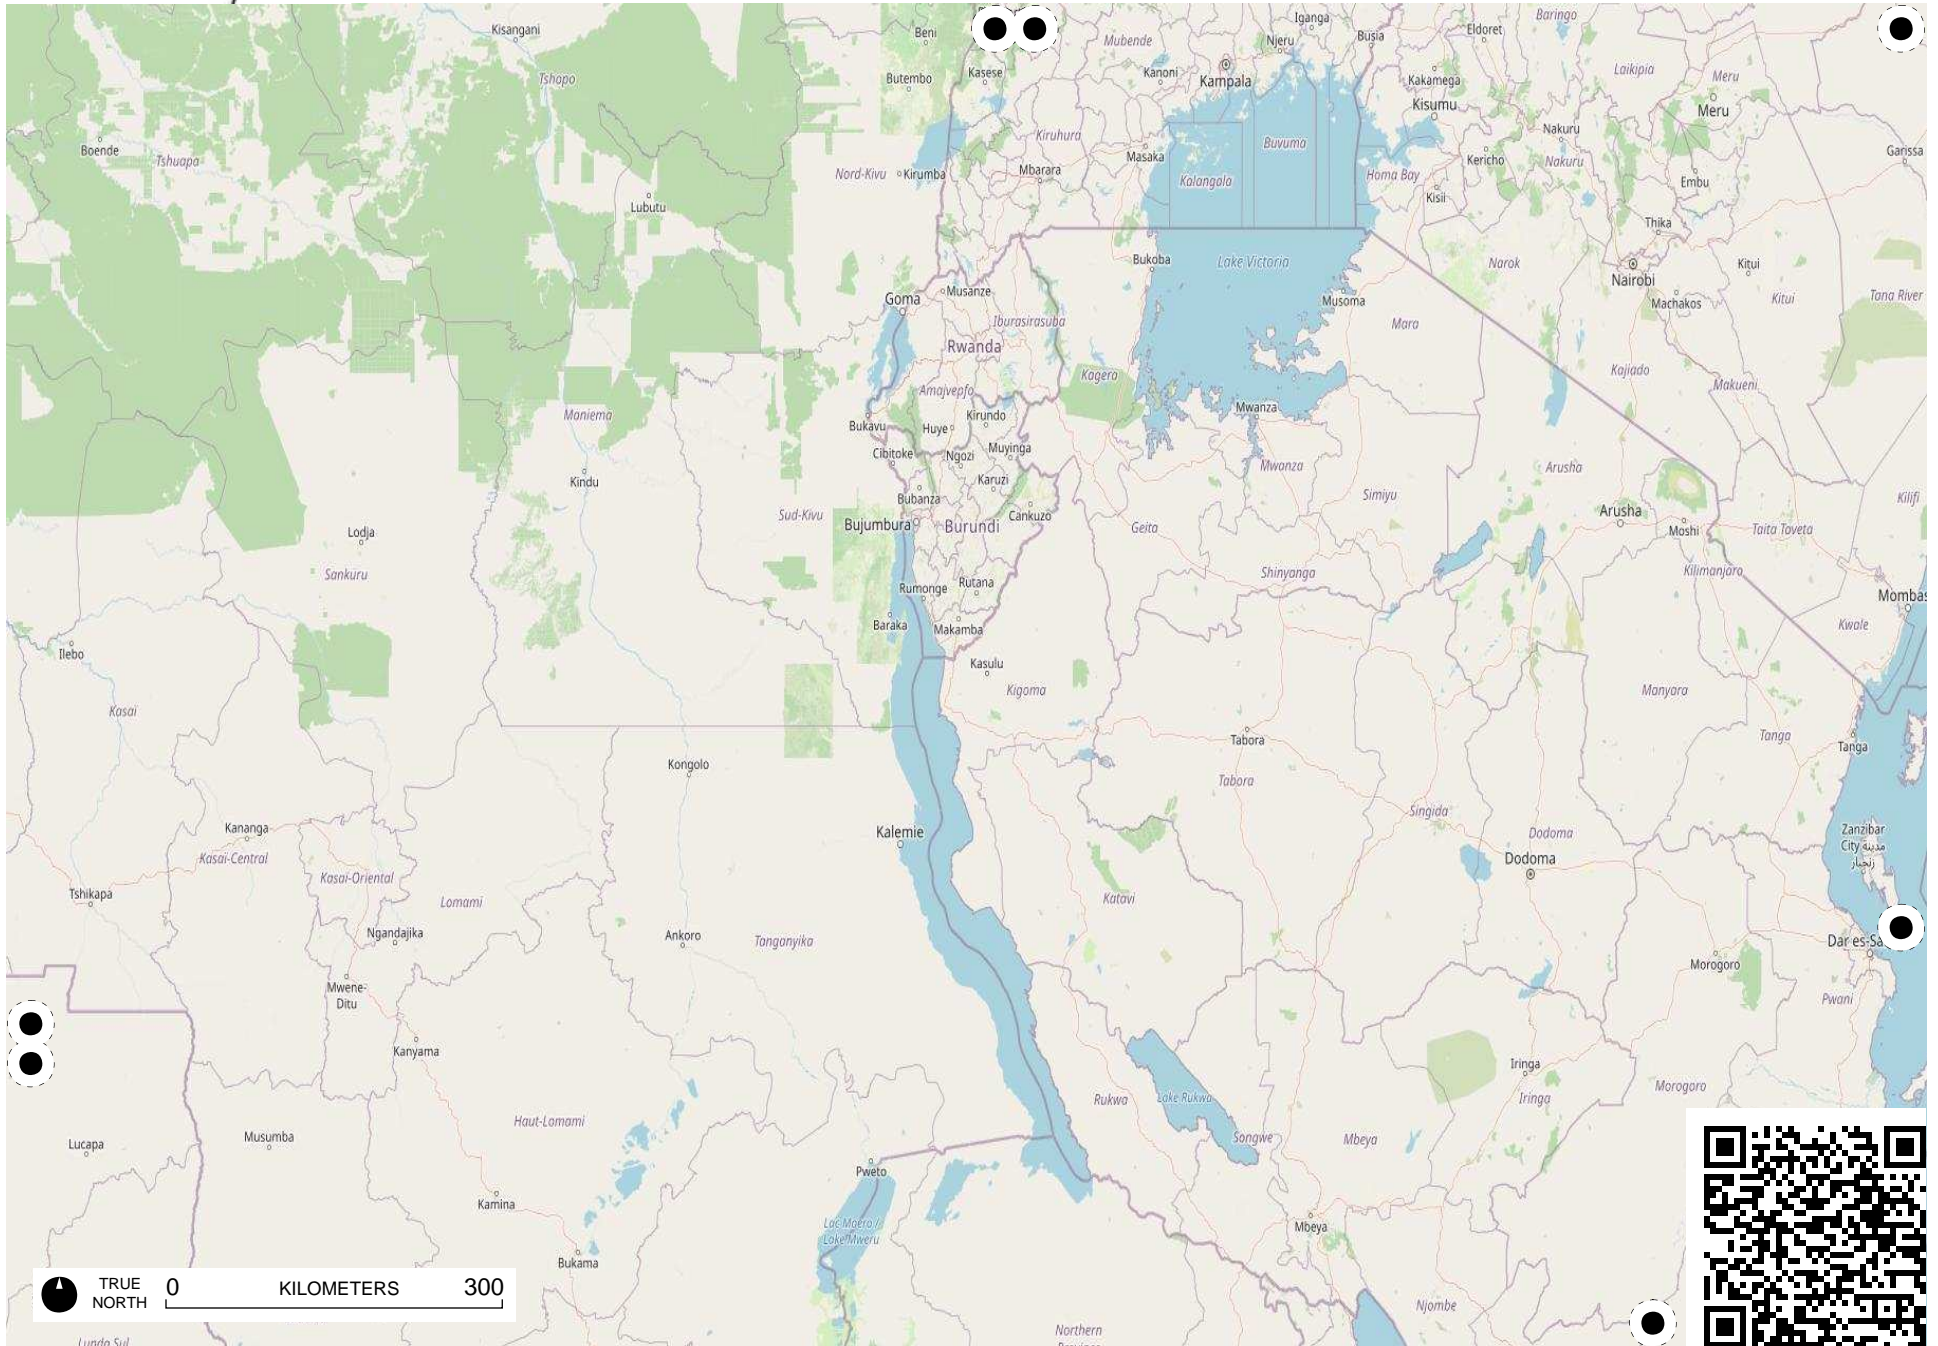 Kisangani
Beni
Iganga
Baringo
Eldoret
Busia
Njeru
Mubende
Tshopo
Butembo
Kasese
Kanoni
Kampala
Kakamega
Laikipia
Meru
Kisumu
Meru
Boende
Tshuapa
Kiruhura
Masaka
Buvuma
Nakuru
Nakuru
Kericho
Garissa
Nord-Kivu
Kirumba
Mbarara
Kalangala
Homa Bay
Embu
Lubutu
Kisii
Thika
Bukoba
Lake Victoria
Narok
Nairobi
Kitui
Goma
Musanze
Musoma
Machakos
Kitui
Tana River
Iburasirasuba
Mara
Rwanda
Kajiado
Makueni
Kagera
Amajyepfo
Maniema
Bukavu
Huye
Kirundo
Mwanza
Cibitoke
Ngozi
Muyinga
Mwanza
Arusha
Kindu
Karuzi
Simiyu
Kilifi
Bubanza
Sud-Kivu
Bujumbura
Burundi
Cankuzo
Geita
Arusha
Moshi
Taita Taveta
Lodja
Sankuru
Shinyanga
Kilimanjaro
Rumonge
Rutana
Mombas
Baraka
Makamba
Kwale
Ilebo
Kasulu
Kigoma
Manyara
Kasai
Tabora
Tanga
Tanga
Kongolo
Tabora
Singida
Kananga
Kalemie
Dodoma
Zanzibar
City مدينة
زنجبار
Kasaï-Central
Dodoma
Kasaï-Oriental
Tshikapa
Lomami
Katavi
Ngandajika
Ankoro
Tanganyika
Dar es-Sa
Morogoro
Mwene-
Ditu
Pwani
Kanyama
Iringa
Morogoro
Rukwa
Lake Rukwa
Iringa
Haut-Lomami
Lucapa
Musumba
Songwe
Mbeya
Pweto
Kamina
Lac Moero /
Lake Mweru
Mbeya
Bukama
TRUE
NORTH
0 KILOMETERS 300
Njombe
Northern
Lunda Sul